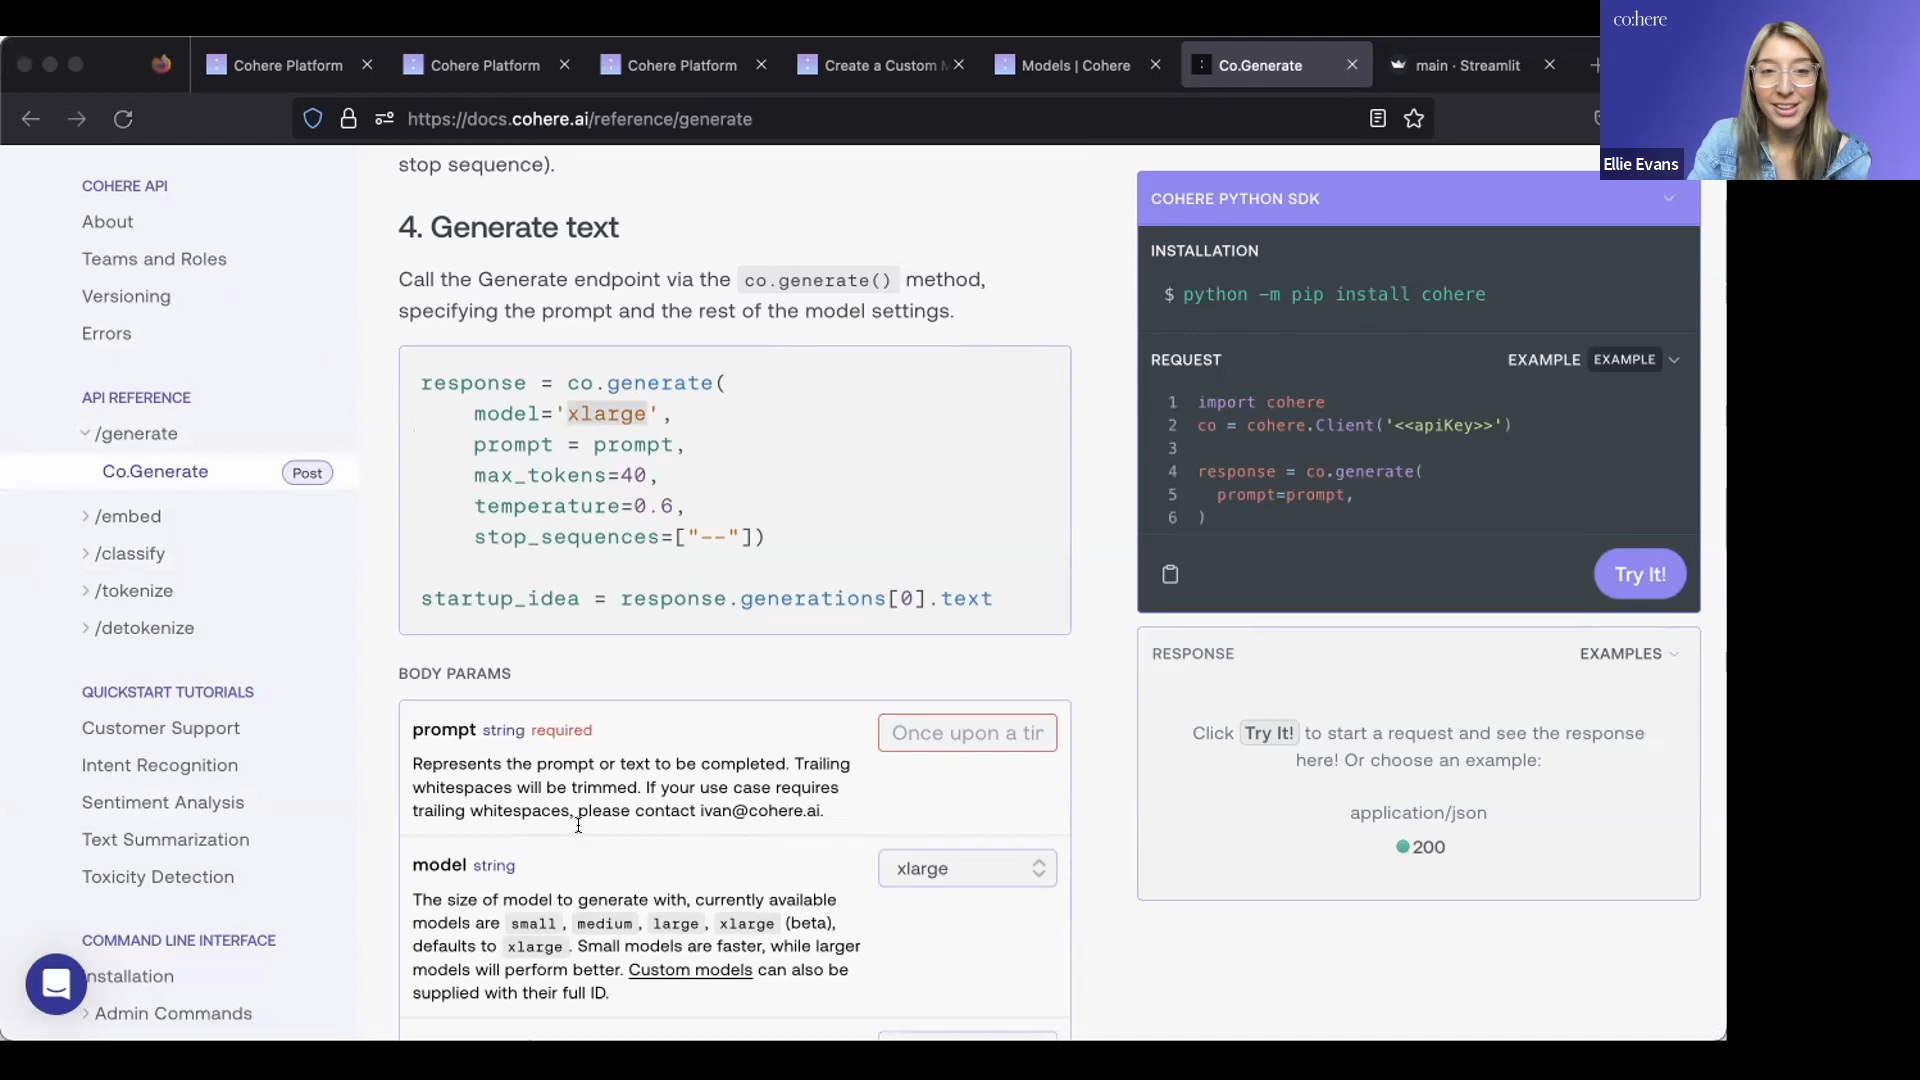 co:here
Ellie Evans
Cohere Platform
Cohere Platform
Cohere Platform
Create a Custom M
Models | Cohere
Co.Generate
main · Streamlit
https://docs.cohere.ai/reference/generate
COHERE API
About
Teams and Roles
Versioning
Errors
API REFERENCE
/generate
Co.Generate Post
/embed
/classify
/tokenize
/detokenize
QUICKSTART TUTORIALS
Customer Support
Intent Recognition
Sentiment Analysis
Text Summarization
Toxicity Detection
COMMAND LINE INTERFACE
nstallation
Admin Commands
stop sequence).
4. Generate text
Call the Generate endpoint via the co.generate() method,
specifying the prompt and the rest of the model settings.
response = co.generate(
model='xlarge',
prompt = prompt,
max_tokens=40,
temperature=0.6,
stop_sequences=["--"])
startup_idea = response.generations[0].text
BODY PARAMS
prompt string required
Once upon a tir
Represents the prompt or text to be completed. Trailing
whitespaces will be trimmed. If your use case requires
trailing whitespaces, please contact ivan@cohere.ai.
model string
xlarge
The size of model to generate with, currently available
models are small, medium, large, xlarge (beta),
defaults to xlarge. Small models are faster, while larger
models will perform better. Custom models can also be
supplied with their full ID.
COHERE PYTHON SDK
INSTALLATION
$ python -m pip install cohere
REQUEST EXAMPLE EXAMPLE
1 import cohere
2 co = cohere.Client('<<apiKey>>')
3
4 response = co.generate(
5 prompt=prompt,
6 )
Try It!
RESPONSE EXAMPLES
Click Try It! to start a request and see the response
here! Or choose an example:
application/json
200